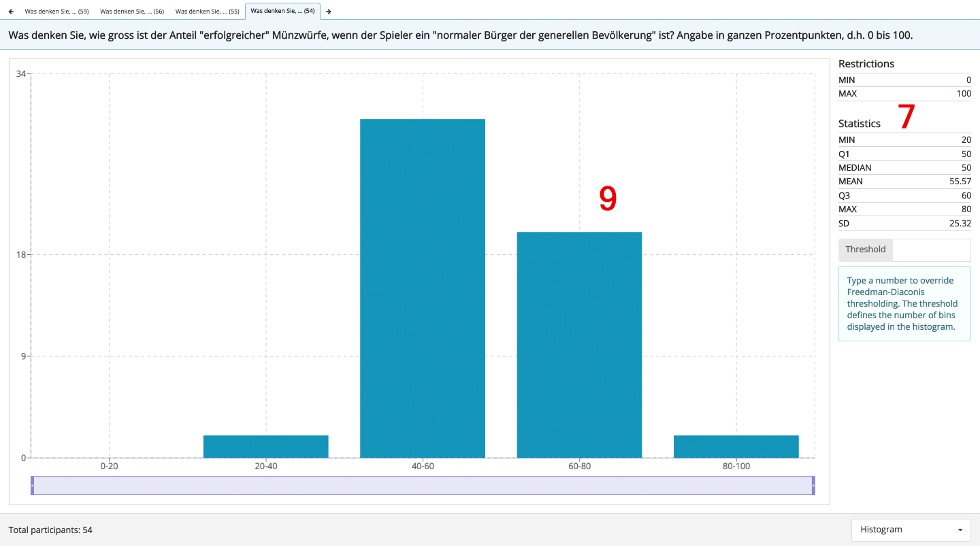 Was denken Sie, ... (59) Was denken Sie, ... (56) Was denken Sie, ... (55) Was denken Sie, ... (54)
Was denken Sie, wie gross ist der Anteil "erfolgreicher" Münzwürfe, wenn der Spieler ein "normaler Bürger der generellen Bevölkerung" ist? Angabe in ganzen Prozentpunkten, d.h. 0 bis 100.
34
18
9
0
0-20 20-40 40-60 60-80 80-100
9
Restrictions
MIN 0
MAX 100
7
Statistics
MIN 20
Q1 50
MEDIAN 50
MEAN 55.57
Q3 60
MAX 80
SD 25.32
Threshold
Type a number to override
Freedman-Diaconis
thresholding. The threshold
defines the number of bins
displayed in the histogram.
Total participants: 54
Histogram